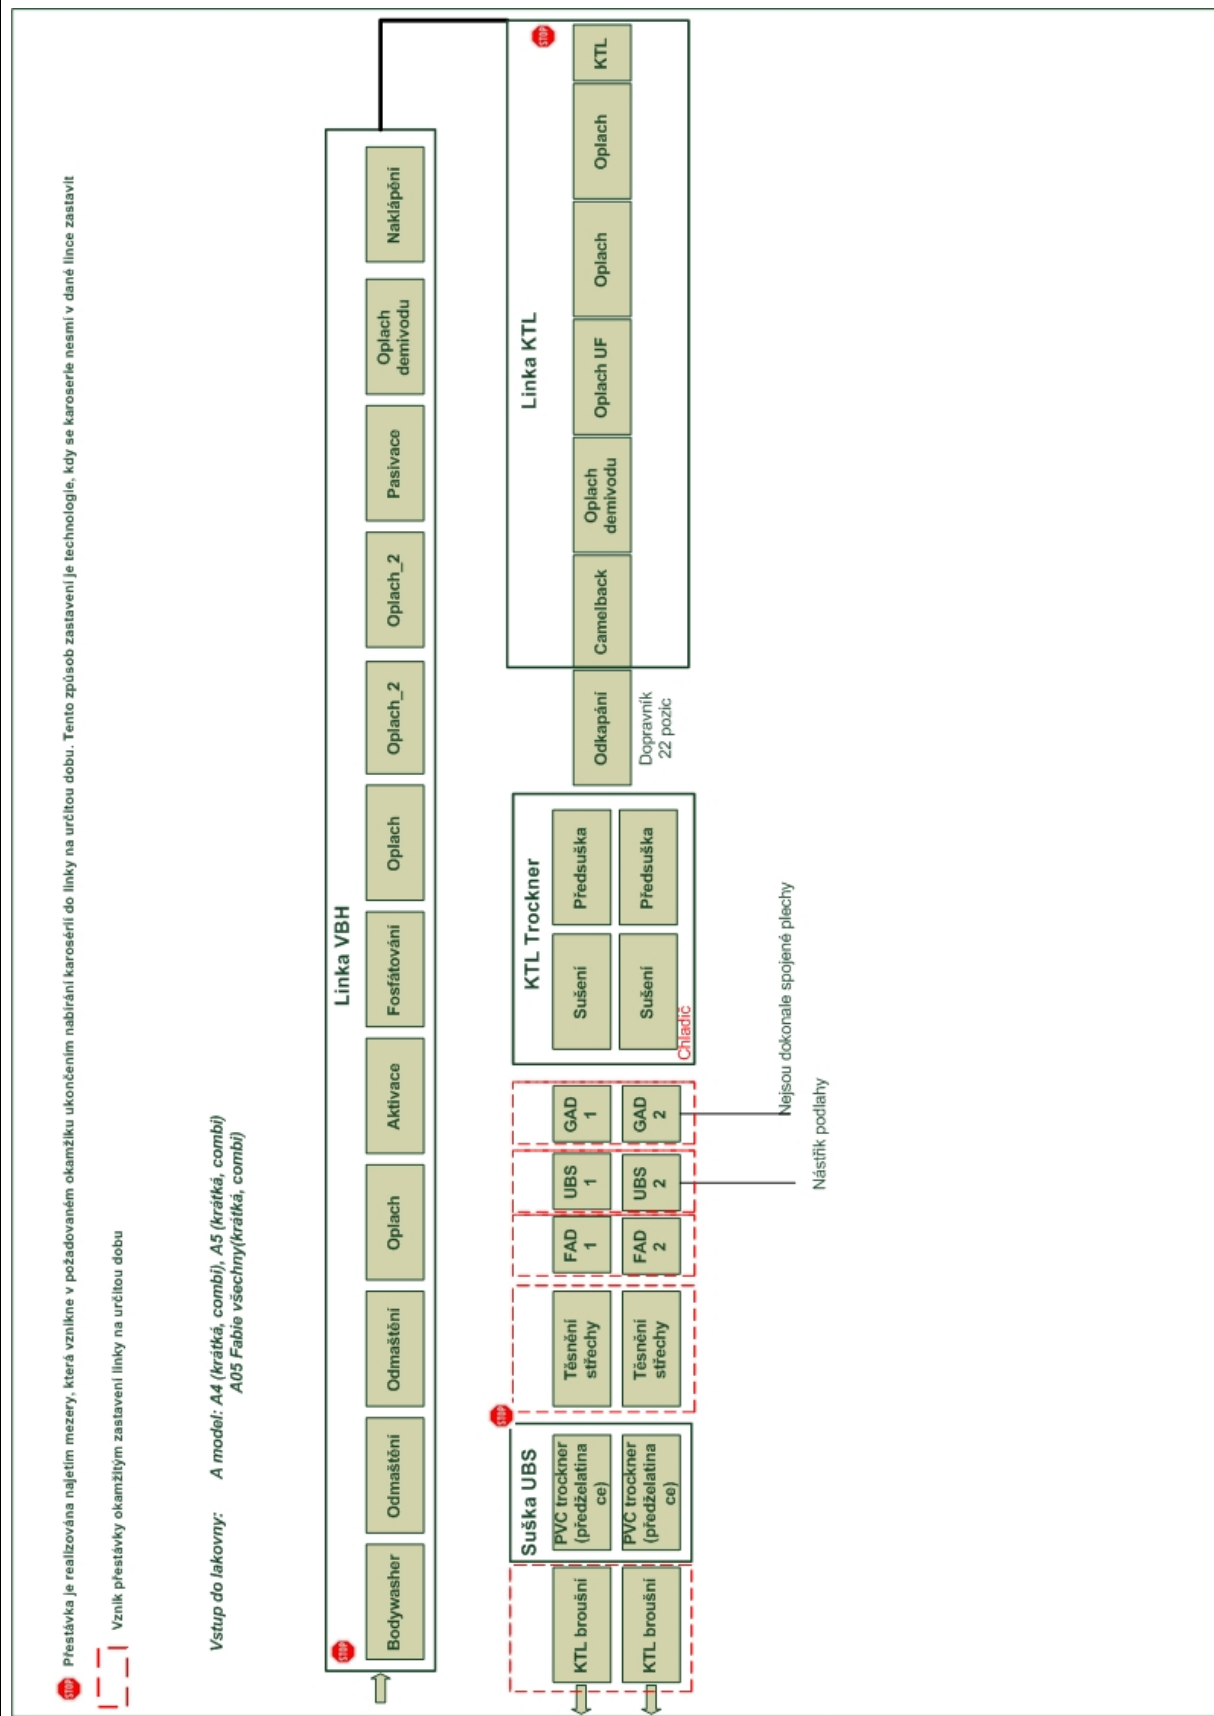 STOP Přestávka je realizována najetím mezery, která vznikne v požadovaném okamžiku ukončením nabírání karosérií do linky na určitou dobu. Tento způsob zastavení je technologie, kdy se karoserie nesmí v dané lince zastavit
Vznik přestávky okamžitým zastavení linky na určitou dobu
Vstup do lakovny: A model: A4 (krátká, combi), A5 (krátká, combi)
A05 Fabie všechny(krátká, combi)
Linka VBH
STOP
Bodywasher
Odmaštění
Odmaštění
Oplach
Aktivace
Fosfátování
Oplach
Oplach_2
Oplach_2
Pasivace
Oplach
demivodu
Naklápění
Linka KTL
STOP
KTL
Oplach
Oplach
Oplach UF
Oplach
demivodu
Camelback
Odkapání
Dopravník
22 pozic
KTL Trockner
Předsuška
Předsuška
Sušení
Sušení
Chladič
GAD
1
GAD
2
Nejsou dokonale spojené plechy
UBS
1
UBS
2
Nástřik podlahy
FAD
1
FAD
2
Těsnění
střechy
Těsnění
střechy
STOP
Suška UBS
PVC trockner
(předželatina
ce)
PVC trockner
(předželatina
ce)
KTL broušní
KTL broušní